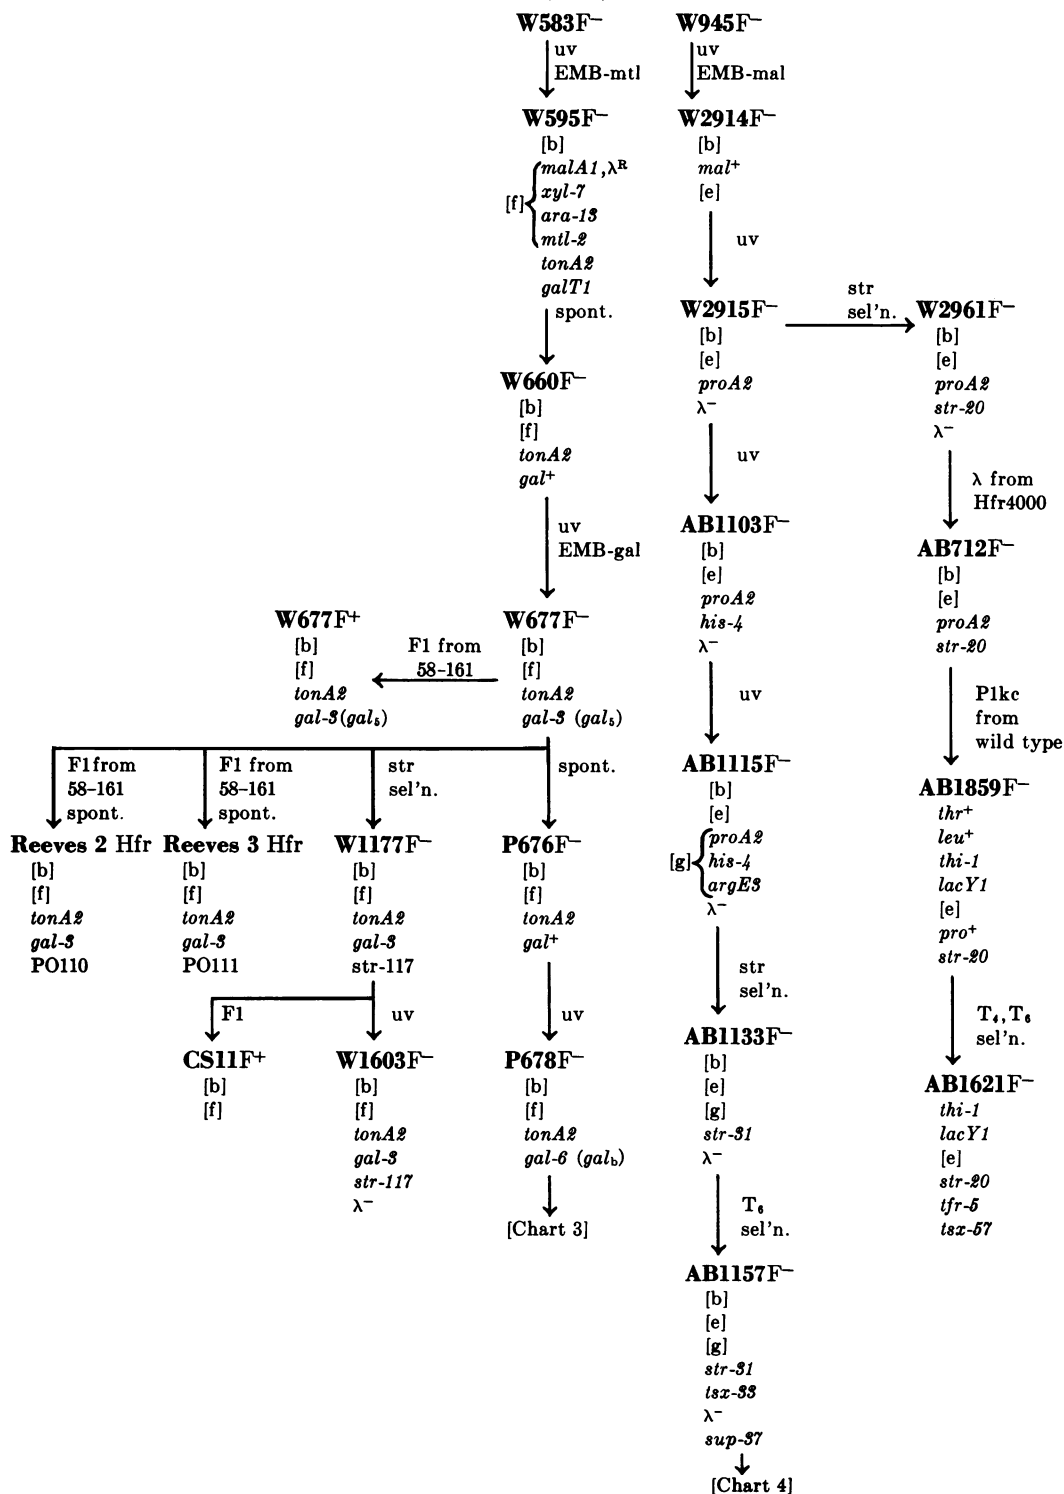 W583F⁻
uv
EMB-mtl
W595F⁻
[b]
[f]
malA1,λᴿ
xyl-7
ara-13
mtl-2
tonA2
galT1
spont.
W660F⁻
[b]
[f]
tonA2
gal⁺
uv
EMB-gal
W677F⁻
[b]
[f]
tonA2
gal-3 (gal₅)
F1 from
58-161
W677F⁺
[b]
[f]
tonA2
gal-3(gal₅)
F1 from
58-161
spont.
Reeves 2 Hfr
[b]
[f]
tonA2
gal-3
PO110
F1 from
58-161
spont.
Reeves 3 Hfr
[b]
[f]
tonA2
gal-3
PO111
str
sel'n.
W1177F⁻
[b]
[f]
tonA2
gal-3
str-117
F1
CS11F⁺
[b]
[f]
uv
W1603F⁻
[b]
[f]
tonA2
gal-3
str-117
λ⁻
spont.
P676F⁻
[b]
[f]
tonA2
gal⁺
uv
P678F⁻
[b]
[f]
tonA2
gal-6 (gal_b)
[Chart 3]
W945F⁻
uv
EMB-mal
W2914F⁻
[b]
mal⁺
[e]
uv
W2915F⁻
[b]
[e]
proA2
λ⁻
uv
AB1103F⁻
[b]
[e]
proA2
his-4
λ⁻
uv
AB1115F⁻
[b]
[e]
[g]
proA2
his-4
argE3
λ⁻
str
sel'n.
AB1133F⁻
[b]
[e]
[g]
str-31
λ⁻
T₆
sel'n.
AB1157F⁻
[b]
[e]
[g]
str-31
tsx-33
λ⁻
sup-37
[Chart 4]
str
sel'n.
W2961F⁻
[b]
[e]
proA2
str-20
λ⁻
λ from
Hfr4000
AB712F⁻
[b]
[e]
proA2
str-20
P1kc
from
wild type
AB1859F⁻
thr⁺
leu⁺
thi-1
lacY1
[e]
pro⁺
str-20
T₄,T₆
sel'n.
AB1621F⁻
thi-1
lacY1
[e]
str-20
tfr-5
tsx-57